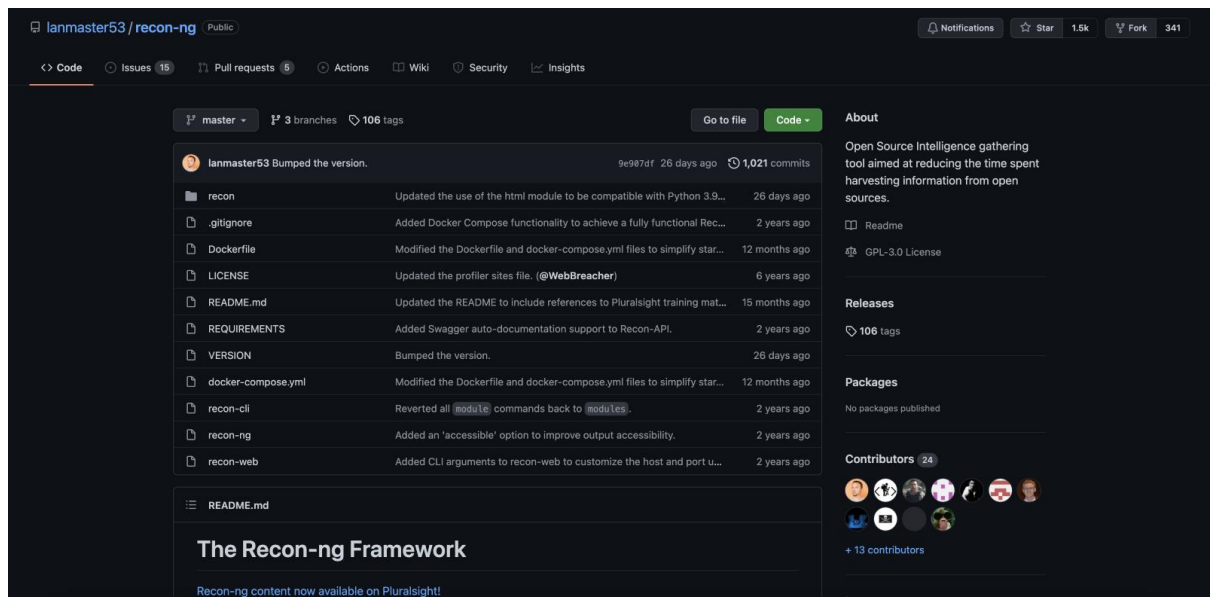 lanmaster53 / recon-ng Public
Notifications Star 1.5k Fork 341
Code Issues 15 Pull requests 5 Actions Wiki Security Insights
master 3 branches 106 tags Go to file Code
lanmaster53 Bumped the version. 9e907df 26 days ago 1,021 commits
recon Updated the use of the html module to be compatible with Python 3.9... 26 days ago
.gitignore Added Docker Compose functionality to achieve a fully functional Rec... 2 years ago
Dockerfile Modified the Dockerfile and docker-compose.yml files to simplify star... 12 months ago
LICENSE Updated the profiler sites file. (@WebBreacher) 6 years ago
README.md Updated the README to include references to Pluralsight training mat... 15 months ago
REQUIREMENTS Added Swagger auto-documentation support to Recon-API. 2 years ago
VERSION Bumped the version. 26 days ago
docker-compose.yml Modified the Dockerfile and docker-compose.yml files to simplify star... 12 months ago
recon-cli Reverted all module commands back to modules. 2 years ago
recon-ng Added an 'accessible' option to improve output accessibility. 2 years ago
recon-web Added CLI arguments to recon-web to customize the host and port u... 2 years ago
README.md
The Recon-ng Framework
Recon-ng content now available on Pluralsight!
About
Open Source Intelligence gathering
tool aimed at reducing the time spent
harvesting information from open
sources.
Readme
GPL-3.0 License
Releases
106 tags
Packages
No packages published
Contributors 24
+ 13 contributors